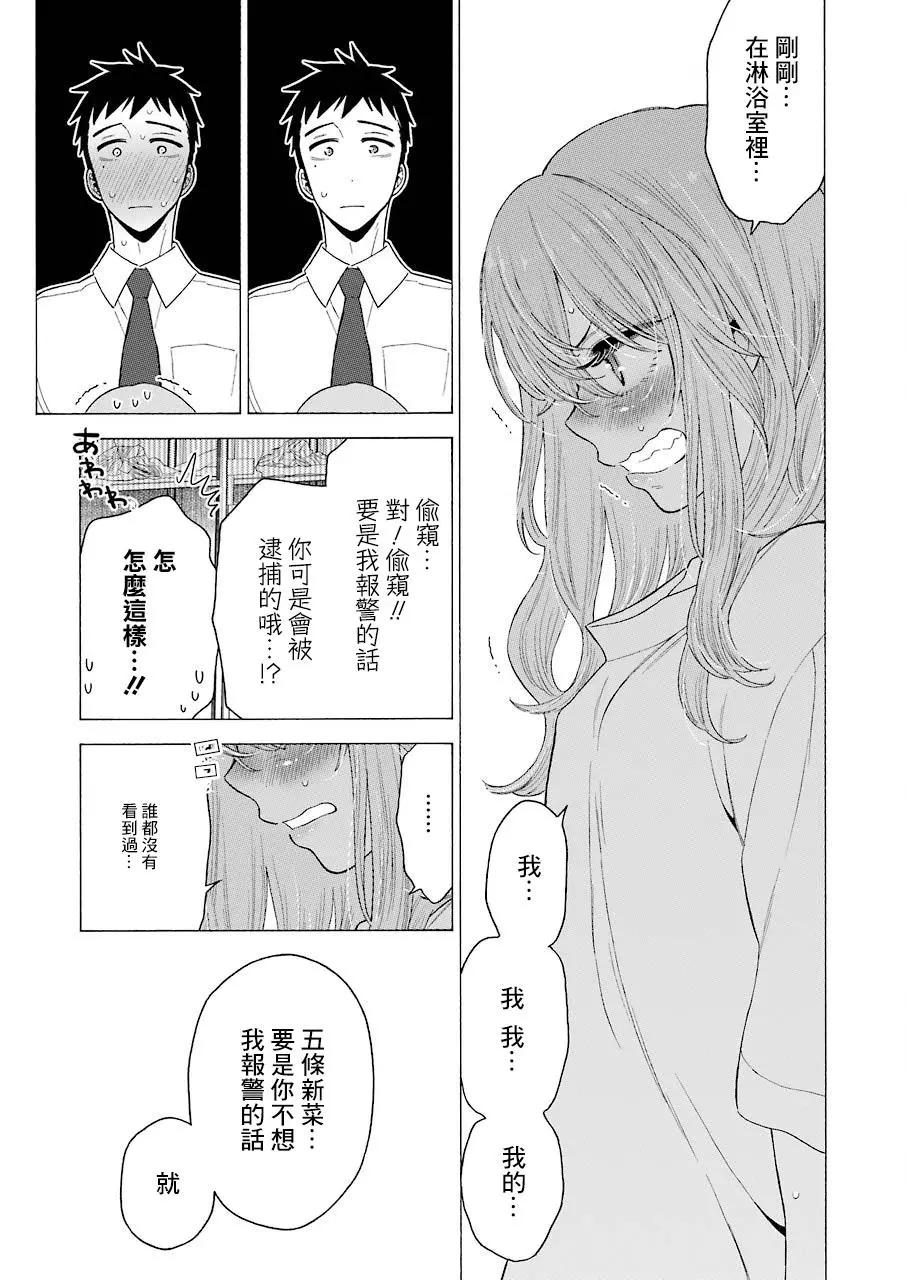 剛剛…
在淋浴室裡…
我…
我
我…
我的…
偷窺…
對！偷窺!!
要是我報警的話
你可是會被
逮捕的哦…!?
あわわわ
怎
怎麼這樣…!!
……
誰都沒有
看到過…
五條新菜…
要是你不想
我報警的話
就